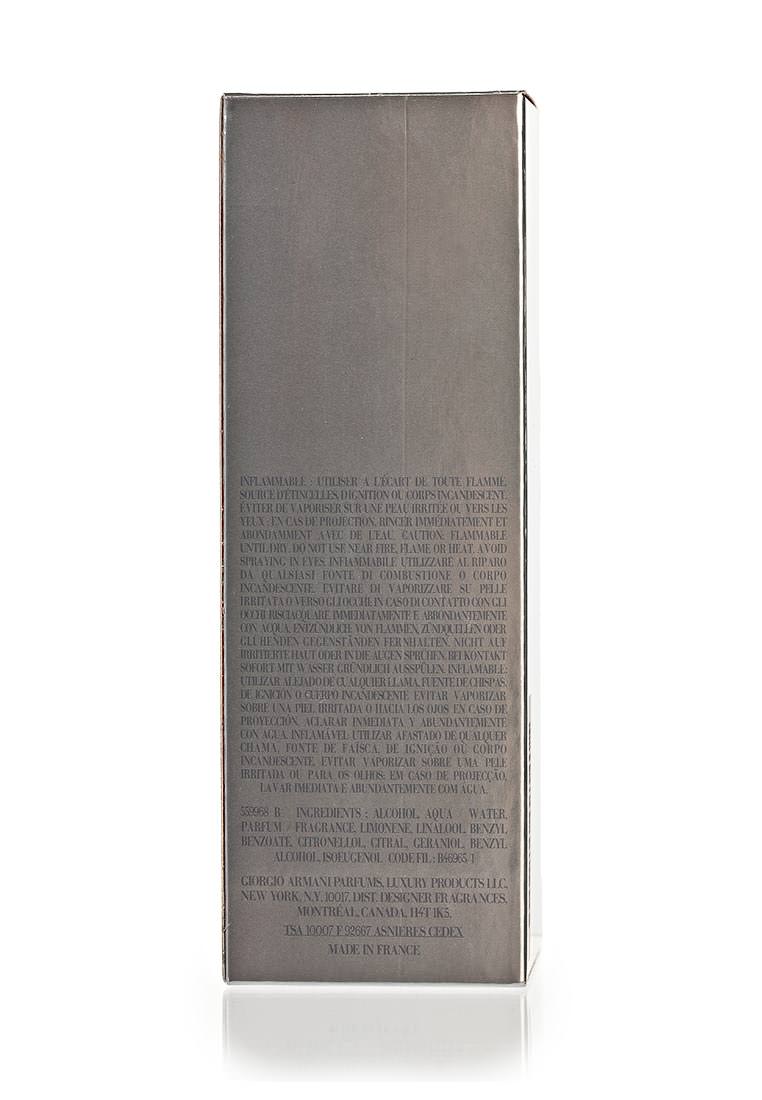 INFLAMMABLE : UTILISER A L'ÉCART DE TOUTE FLAMME,
SOURCE D'ÉTINCELLES, D'IGNITION OU CORPS INCANDESCENT.
ÉVITER DE VAPORISER SUR UNE PEAU IRRITÉE OU VERS LES
YEUX ; EN CAS DE PROJECTION, RINCER IMMÉDIATEMENT ET
ABONDAMMENT AVEC DE L'EAU. CAUTION: FLAMMABLE
UNTIL DRY. DO NOT USE NEAR FIRE, FLAME OR HEAT. AVOID
SPRAYING IN EYES. INFIAMMABILE UTILIZZARE AL RIPARO
DA QUALSIASI FONTE DI COMBUSTIONE O CORPO
INCANDESCENTE. EVITARE DI VAPORIZZARE SU PELLE
IRRITATA O VERSO GLI OCCHI; IN CASO DI CONTATTO CON GLI
OCCHI RISCIACQUARE IMMEDIATAMENTE E ABBONDANTEMENTE
CON ACQUA. ENTZÜNDLICH. VON FLAMMEN, ZÜNDQUELLEN ODER
GLÜHENDEN GEGENSTÄNDEN FERNHALTEN. NICHT AUF
IRRITIERTE HAUT ODER IN DIE AUGEN SPRÜHEN. BEI KONTAKT
SOFORT MIT WASSER GRÜNDLICH AUSSPÜLEN. INFLAMABLE:
UTILIZAR ALEJADO DE CUALQUIER LLAMA, FUENTE DE CHISPAS,
DE IGNICIÓN O CUERPO INCANDESCENTE EVITAR VAPORIZAR
SOBRE UNA PIEL IRRITADA O HACIA LOS OJOS EN CASO DE
PROYECCIÓN, ACLARAR INMEDIATA Y ABUNDANTEMENTE
CON AGUA. INFLAMÁVEL: UTILIZAR AFASTADO DE QUALQUER
CHAMA, FONTE DE FAÍSCA, DE IGNIÇÃO OU CORPO
INCANDESCENTE. EVITAR VAPORIZAR SOBRE UMA PELE
IRRITADA OU PARA OS OLHOS; EM CASO DE PROJECÇÃO,
LAVAR IMEDIATA E ABUNDANTEMENTE COM ÁGUA.
559968 B INGREDIENTS : ALCOHOL, AQUA / WATER,
PARFUM / FRAGRANCE, LIMONENE, LINALOOL, BENZYL
BENZOATE, CITRONELLOL, CITRAL, GERANIOL, BENZYL
ALCOHOL, ISOEUGENOL CODE FIL : B46965/1
GIORGIO ARMANI PARFUMS, LUXURY PRODUCTS LLC,
NEW YORK, N.Y. 10017, DIST. DESIGNER FRAGRANCES,
MONTRÉAL, CANADA, H4T 1K5.
TSA 10007 F 92667 ASNIERES CEDEX
MADE IN FRANCE